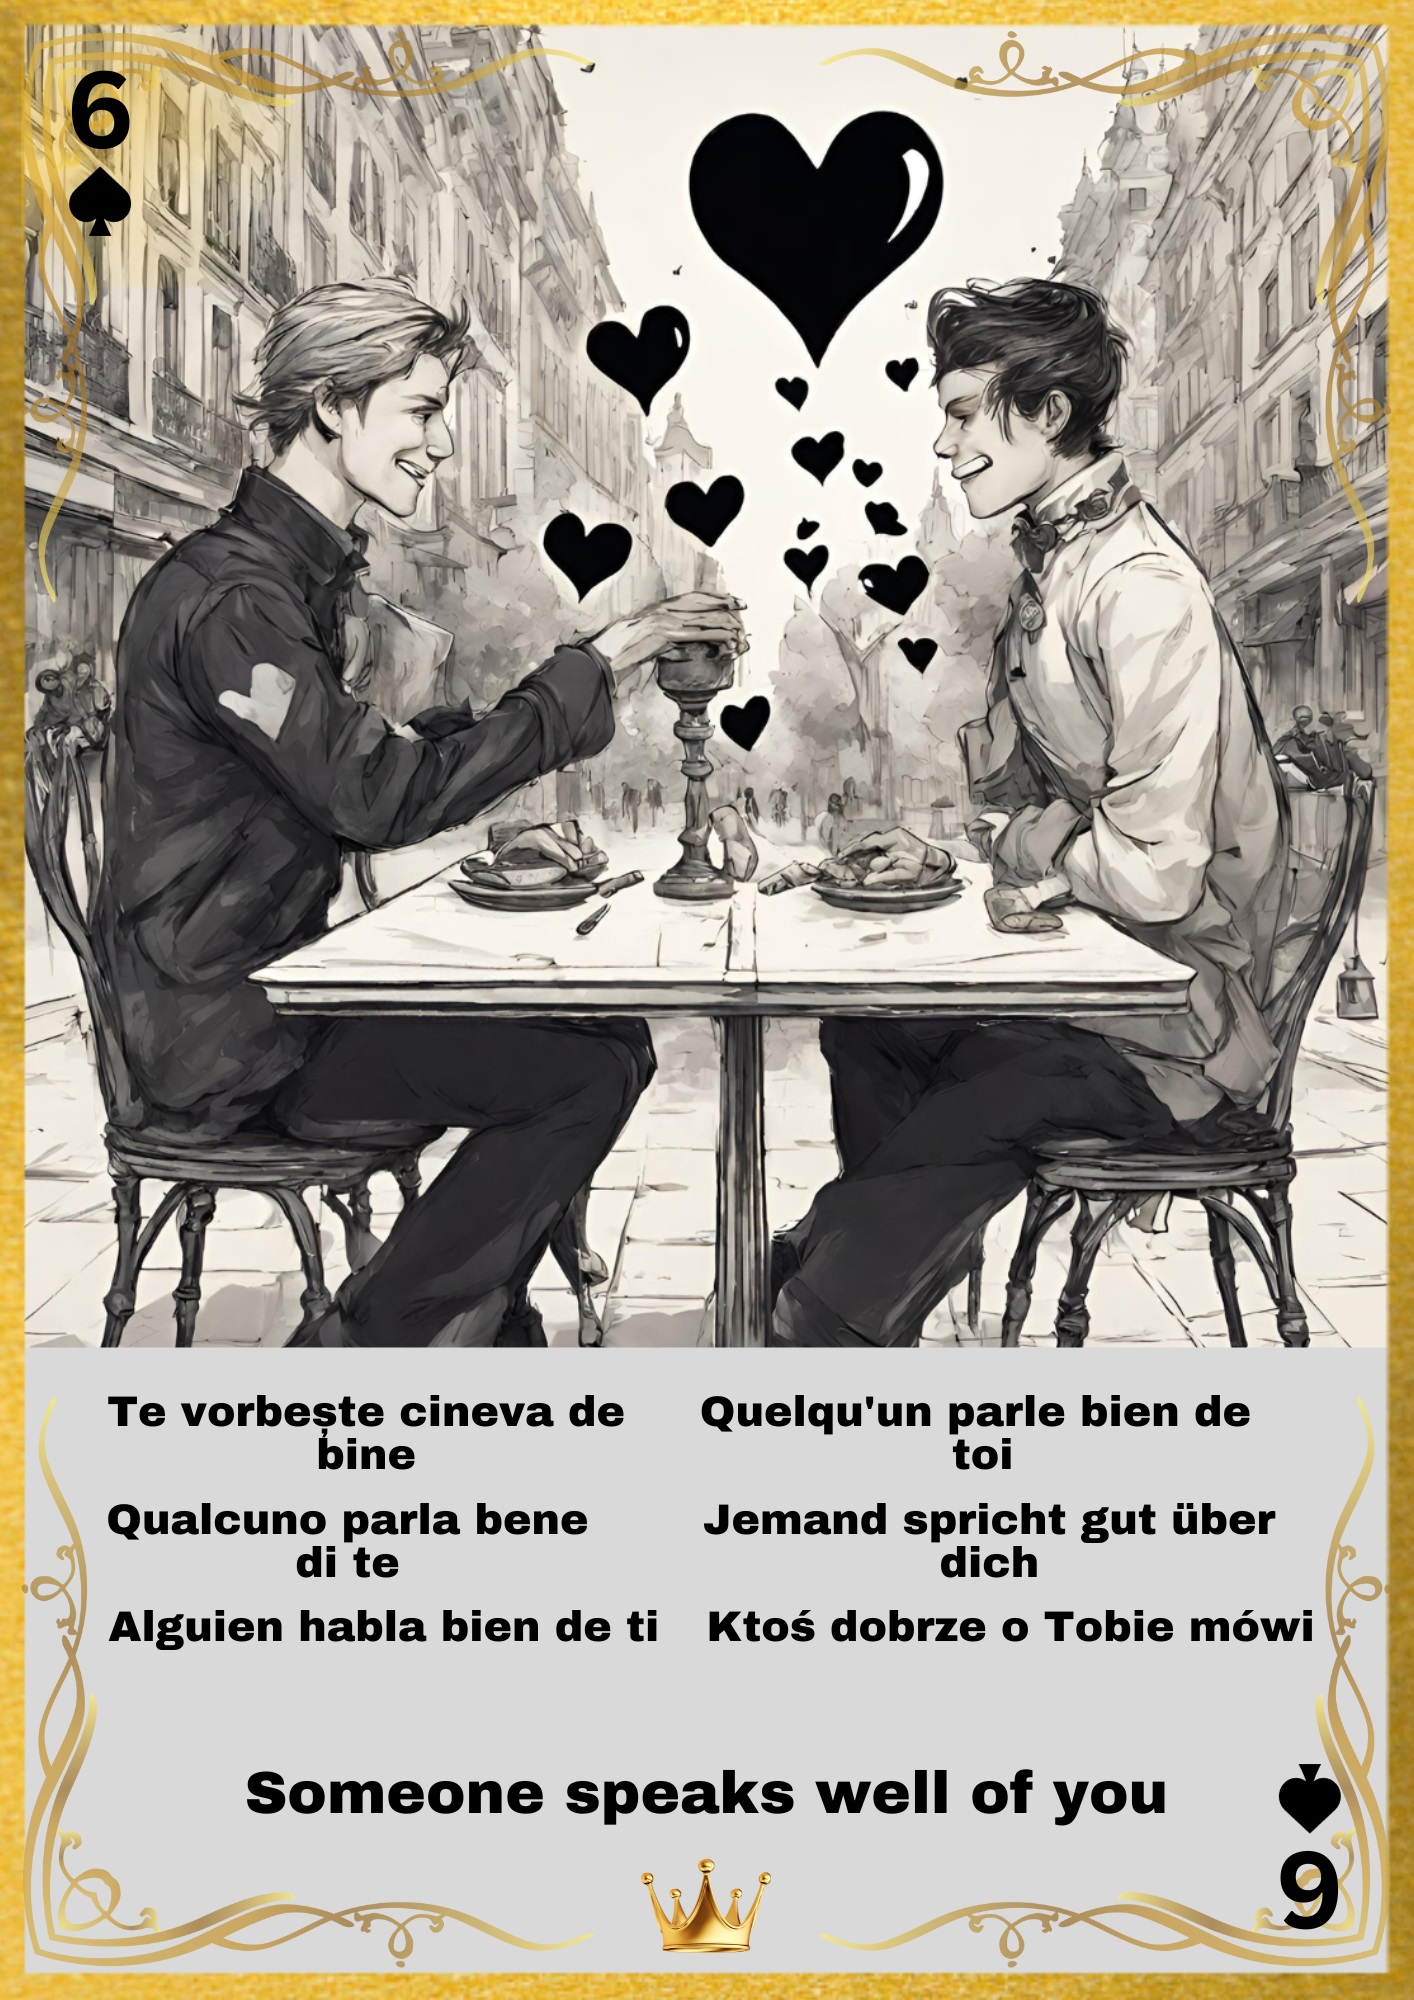 6
Te vorbește cineva de
bine
Quelqu'un parle bien de
toi
Qualcuno parla bene
di te
Jemand spricht gut über
dich
Alguien habla bien de ti
Ktoś dobrze o Tobie mówi
Someone speaks well of you
6